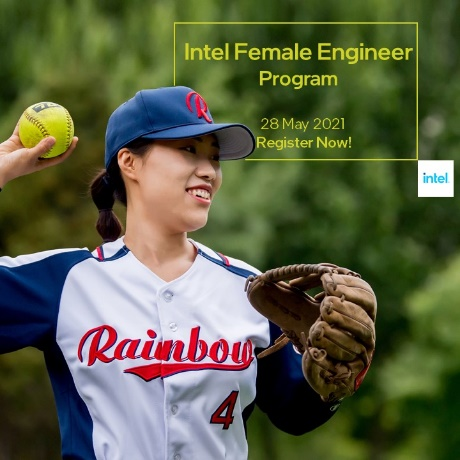 Intel Female Engineer
Program
28 May 2021
Register Now!
intel
R
Rainbow
4